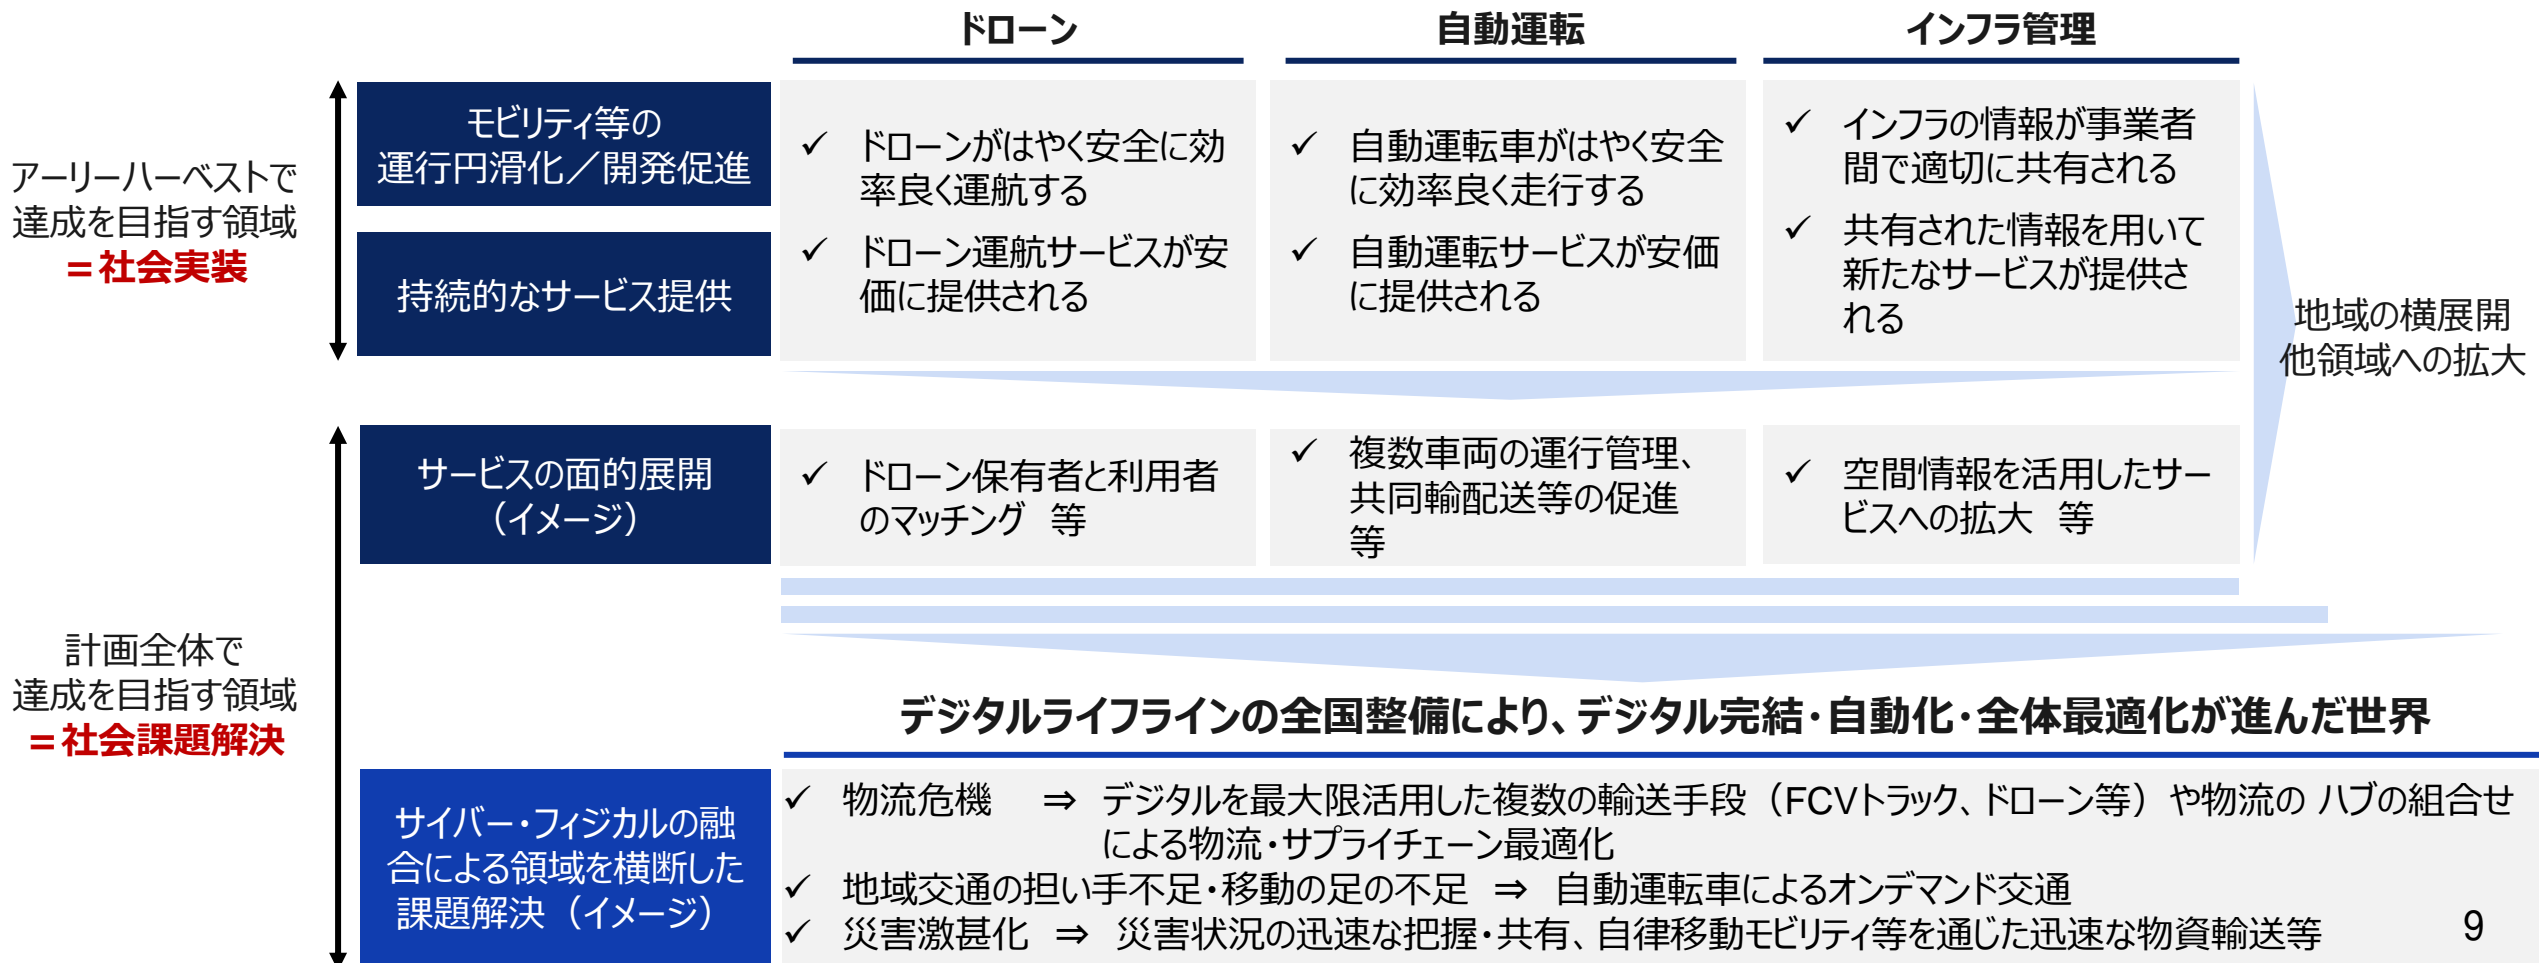 ドローン
自動運転
インフラ管理
アーリーハーベストで
達成を目指す領域
=社会実装
モビリティ等の
運行円滑化／開発促進
持続的なサービス提供
✓ ドローンがはやく安全に効
率良く運航する
✓ ドローン運航サービスが安
価に提供される
✓ 自動運転車がはやく安全
に効率良く走行する
✓ 自動運転サービスが安価
に提供される
✓ インフラの情報が事業者
間で適切に共有される
✓ 共有された情報を用いて
新たなサービスが提供さ
れる
地域の横展開
他領域への拡大
計画全体で
達成を目指す領域
=社会課題解決
サービスの面的展開
（イメージ）
✓ ドローン保有者と利用者
のマッチング 等
✓ 複数車両の運行管理、
共同輸配送等の促進
等
✓ 空間情報を活用したサー
ビスへの拡大 等
デジタルライフラインの全国整備により、デジタル完結・自動化・全体最適化が進んだ世界
サイバー・フィジカルの融
合による領域を横断した
課題解決（イメージ）
✓ 物流危機 ⇒ デジタルを最大限活用した複数の輸送手段（FCVトラック、ドローン等）や物流の ハブの組合せ
による物流・サプライチェーン最適化
✓ 地域交通の担い手不足・移動の足の不足 ⇒ 自動運転車によるオンデマンド交通
✓ 災害激甚化 ⇒ 災害状況の迅速な把握・共有、自律移動モビリティ等を通じた迅速な物資輸送等
9